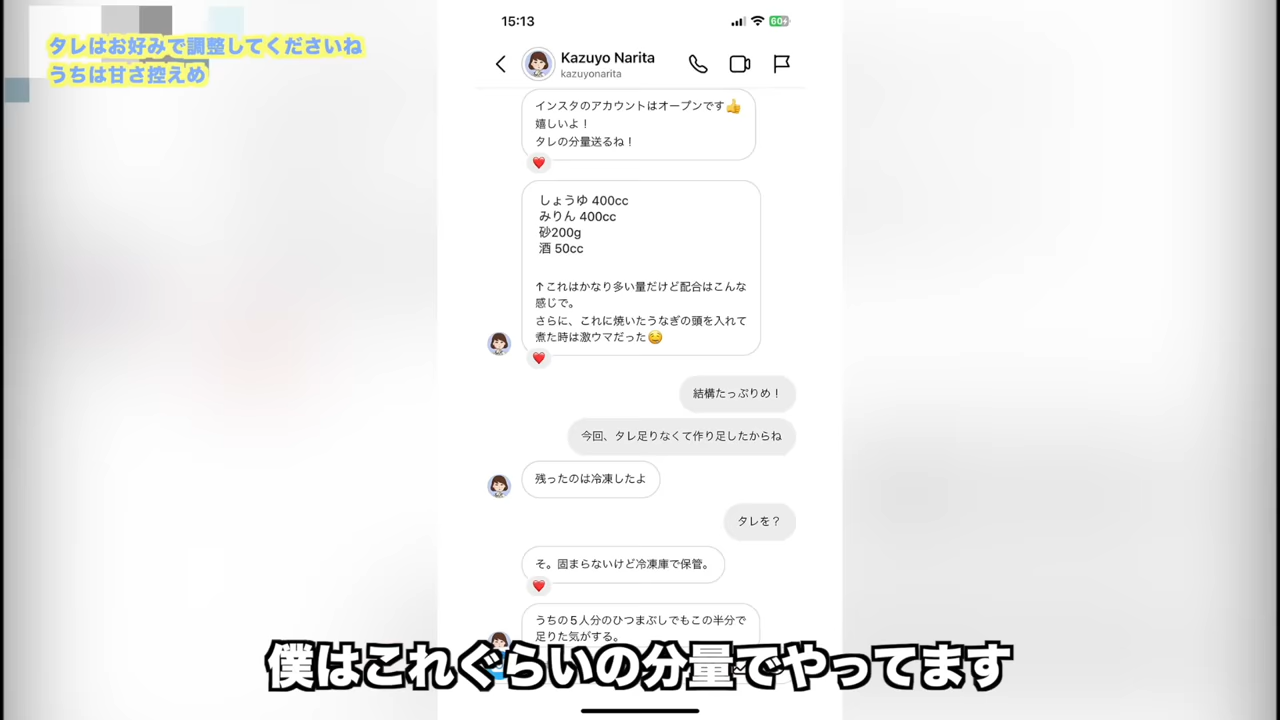 タレはお好みで調整してくださいね
うちは甘さ控えめ
15:13
60
Kazuyo Narita
kazuyonarita
インスタのアカウントはオープンです👍
嬉しいよ！
タレの分量送るね！
しょうゆ 400cc
みりん 400cc
砂200g
酒 50cc
↑これはかなり多い量だけど配合はこんな
感じで。
さらに、これに焼いたうなぎの頭を入れて
煮た時は激ウマだった😋
結構たっぷりめ！
今回、タレ足りなくて作り足したからね
残ったのは冷凍したよ
タレを？
そ。固まらないけど冷凍庫で保管。
うちの5人分のひつまぶしでもこの半分で
足りた気がする。
僕はこれぐらいの分量でやってます